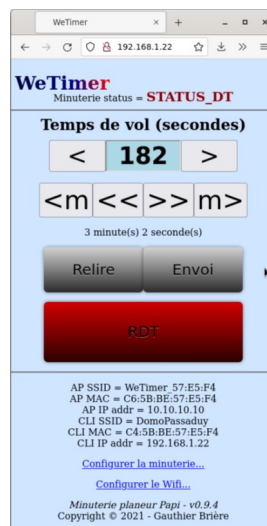 WeTimer
192.168.1.22
WeTimer
Minuterie status = STATUS_DT
Temps de vol (secondes)
< 182 >
<m << >> m>
3 minute(s) 2 seconde(s)
Relire Envoi
RDT
AP SSID = WeTimer_57:E5:F4
AP MAC = C6:5B:BE:57:E5:F4
AP IP addr = 10.10.10.10
CLI SSID = DomoPassaduy
CLI MAC = C4:5B:BE:57:E5:F4
CLI IP addr = 192.168.1.22
Configurer la minuterie...
Configurer le Wifi...
Minuterie planeur Papi - v0.9.4
Copyright © 2021 - Gauthier Brière